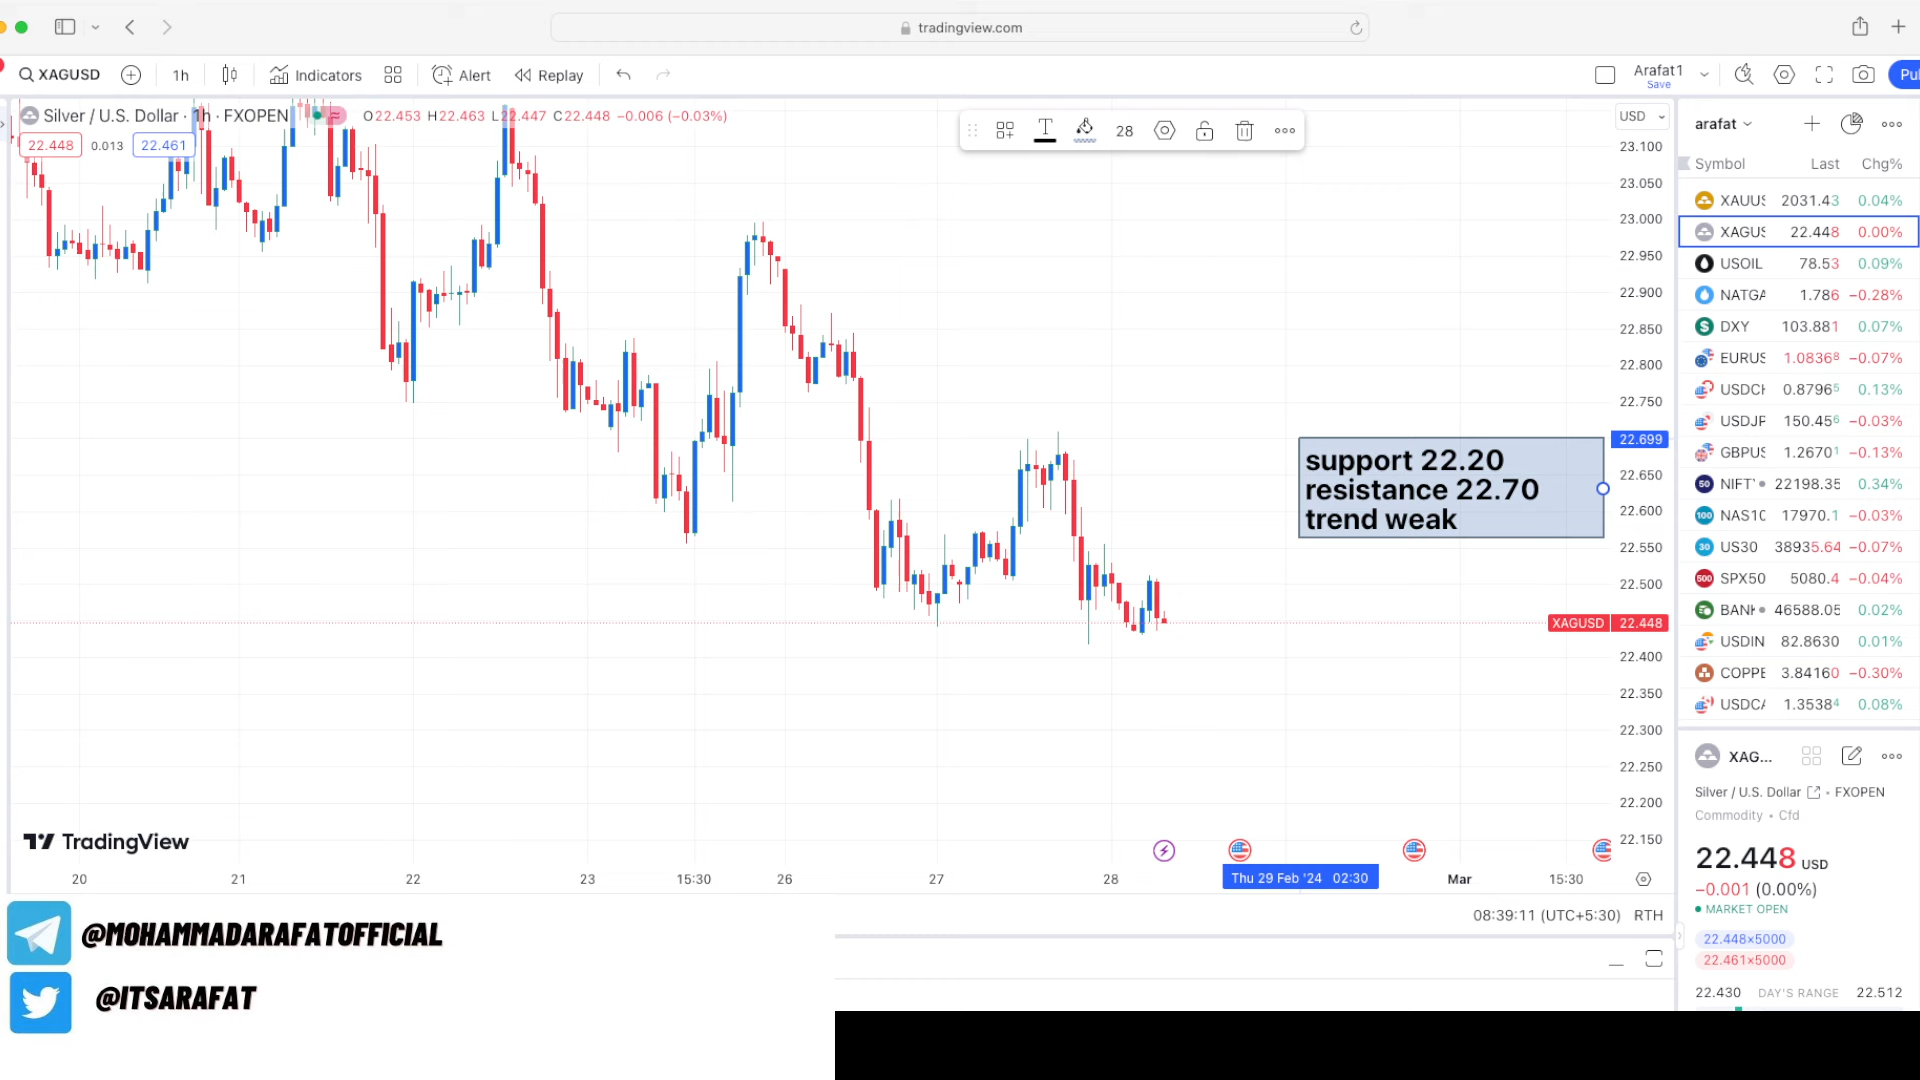 tradingview.com
XAGUSD 1h Indicators Alert Replay Arafat1 Save Pul
Silver / U.S. Dollar · 1h · FXOPEN O22.453 H22.463 L22.447 C22.448 −0.006 (−0.03%)
22.448 0.013 22.461
28
USD
23.100
23.050
23.000
22.950
22.900
22.850
22.800
22.750
22.699
22.650
22.600
22.550
22.500
XAGUSD 22.448
22.400
22.350
22.300
22.250
22.200
22.150
support 22.20
resistance 22.70
trend weak
TradingView
20 21 22 23 15:30 26 27 28 Thu 29 Feb '24 02:30 Mar 15:30
08:39:11 (UTC+5:30) RTH
arafat
Symbol Last Chg%
XAUUS 2031.43 0.04%
XAGUS 22.448 0.00%
USOIL 78.53 0.09%
NATGA 1.786 −0.28%
DXY 103.881 0.07%
EURUS 1.08368 −0.07%
USDCH 0.87965 0.13%
USDJP 150.456 −0.03%
GBPUS 1.26701 −0.13%
50 NIFTY 22198.35 0.34%
100 NAS10 17970.1 −0.03%
30 US30 38935.64 −0.07%
500 SPX50 5080.4 −0.04%
BANK 46588.05 0.02%
USDIN 82.8630 0.01%
COPPE 3.84160 −0.30%
USDCA 1.35384 0.08%
XAG...
Silver / U.S. Dollar • FXOPEN
Commodity • Cfd
22.448 USD
−0.001 (0.00%)
MARKET OPEN
22.448×5000
22.461×5000
22.430 DAY'S RANGE 22.512
@MOHAMMADARAFATOFFICIAL
@ITSARAFAT